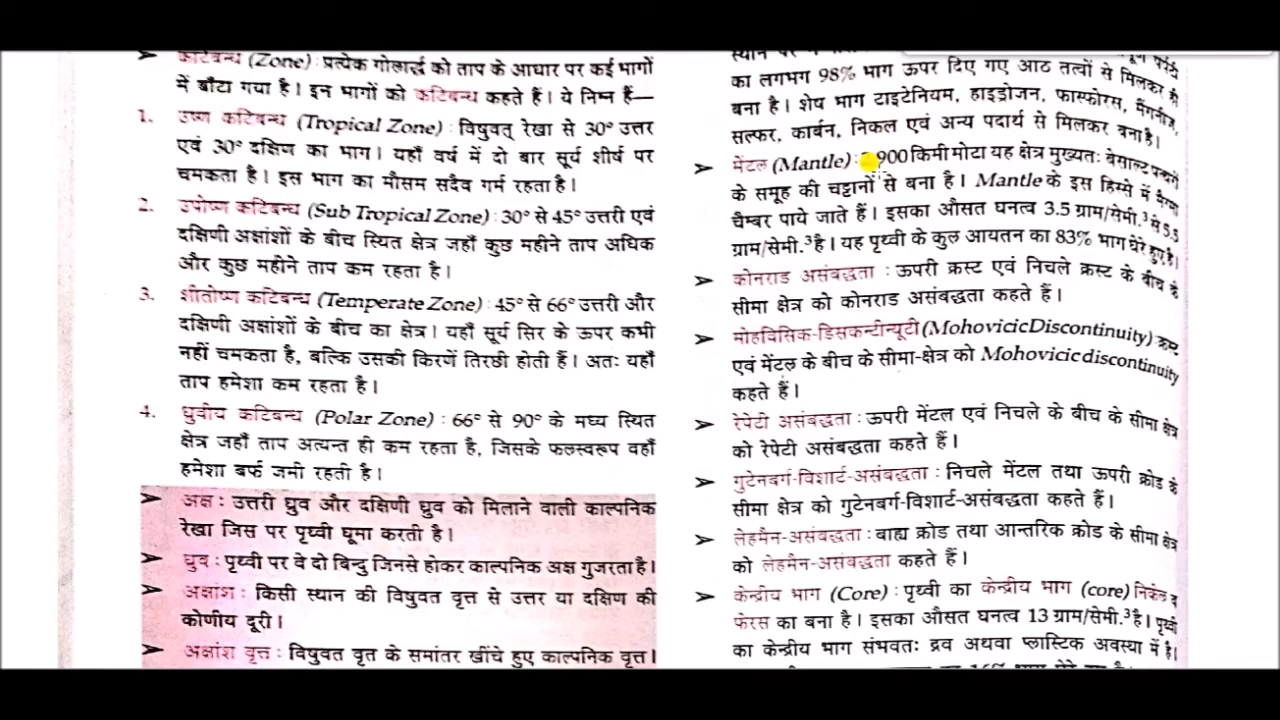 कटिबन्ध (Zone) : प्रत्येक गोलार्द्ध को ताप के आधार पर कई भागों
में बाँटा गया है। इन भागों को कटिबन्ध कहते हैं। ये निम्न हैं—
1. उष्ण कटिबन्ध (Tropical Zone) : विषुवत् रेखा से 30° उत्तर
एवं 30° दक्षिण का भाग। यहाँ वर्ष में दो बार सूर्य शीर्ष पर
चमकता है। इस भाग का मौसम सदैव गर्म रहता है।
2. उपोष्ण कटिबन्ध (Sub Tropical Zone) : 30° से 45° उत्तरी एवं
दक्षिणी अक्षांशों के बीच स्थित क्षेत्र जहाँ कुछ महीने ताप अधिक
और कुछ महीने ताप कम रहता है।
3. शीतोष्ण कटिबन्ध (Temperate Zone) : 45° से 66° उत्तरी और
दक्षिणी अक्षांशों के बीच का क्षेत्र। यहाँ सूर्य सिर के ऊपर कभी
नहीं चमकता है, बल्कि उसकी किरणें तिरछी होती हैं। अतः यहाँ
ताप हमेशा कम रहता है।
4. ध्रुवीय कटिबन्ध (Polar Zone) : 66° से 90° के मध्य स्थित
क्षेत्र जहाँ ताप अत्यन्त ही कम रहता है, जिसके फलस्वरूप वहाँ
हमेशा बर्फ जमी रहती है।
➤ अक्ष : उत्तरी ध्रुव और दक्षिणी ध्रुव को मिलाने वाली काल्पनिक
रेखा जिस पर पृथ्वी घूमा करती है।
➤ ध्रुव : पृथ्वी पर वे दो बिन्दु जिनसे होकर काल्पनिक अक्ष गुजरता है।
➤ अक्षांश : किसी स्थान की विषुवत वृत्त से उत्तर या दक्षिण की
कोणीय दूरी।
➤ अक्षांश वृत्त : विषुवत वृत के समांतर खींचे हुए काल्पनिक वृत्त।
स्थान पर
का लगभग 98% भाग ऊपर दिए गए आठ तत्वों से मिलकर ही
बना है। शेष भाग टाइटेनियम, हाइड्रोजन, फास्फोरस, मैंगनीज,
सल्फर, कार्बन, निकल एवं अन्य पदार्थ से मिलकर बना है।
➤ मेंटल (Mantle) : 900 किमी मोटा यह क्षेत्र मुख्यतः बेसाल्ट पत्थरों
के समूह की चट्टानों से बना है। Mantle के इस हिस्से में मैग्मा
चैम्बर पाये जाते हैं। इसका औसत घनत्व 3.5 ग्राम/सेमी.³ से 5.5
ग्राम/सेमी.³ है। यह पृथ्वी के कुल आयतन का 83% भाग घेरे हुए है।
➤ कोनराड असंबद्धता : ऊपरी क्रस्ट एवं निचले क्रस्ट के बीच के
सीमा क्षेत्र को कोनराड असंबद्धता कहते हैं।
➤ मोहविसिक-डिसकन्टीन्यूटी (Mohovicic Discontinuity) क्रस्ट
एवं मेंटल के बीच के सीमा-क्षेत्र को Mohovicic discontinuity
कहते हैं।
➤ रेपेटी असंबद्धता : ऊपरी मेंटल एवं निचले के बीच के सीमा क्षेत्र
को रेपेटी असंबद्धता कहते हैं।
➤ गुटेनबर्ग-विशार्ट-असंबद्धता : निचले मेंटल तथा ऊपरी क्रोड के
सीमा क्षेत्र को गुटेनबर्ग-विशार्ट-असंबद्धता कहते हैं।
➤ लेहमैन-असंबद्धता : बाह्य क्रोड तथा आन्तरिक क्रोड के सीमा क्षेत्र
को लेहमैन-असंबद्धता कहते हैं।
➤ केन्द्रीय भाग (Core) : पृथ्वी का केन्द्रीय भाग (core) निकेल व
फेरस का बना है। इसका औसत घनत्व 13 ग्राम/सेमी.³ है। पृथ्वी
का केन्द्रीय भाग संभवतः द्रव अथवा प्लास्टिक अवस्था में है।